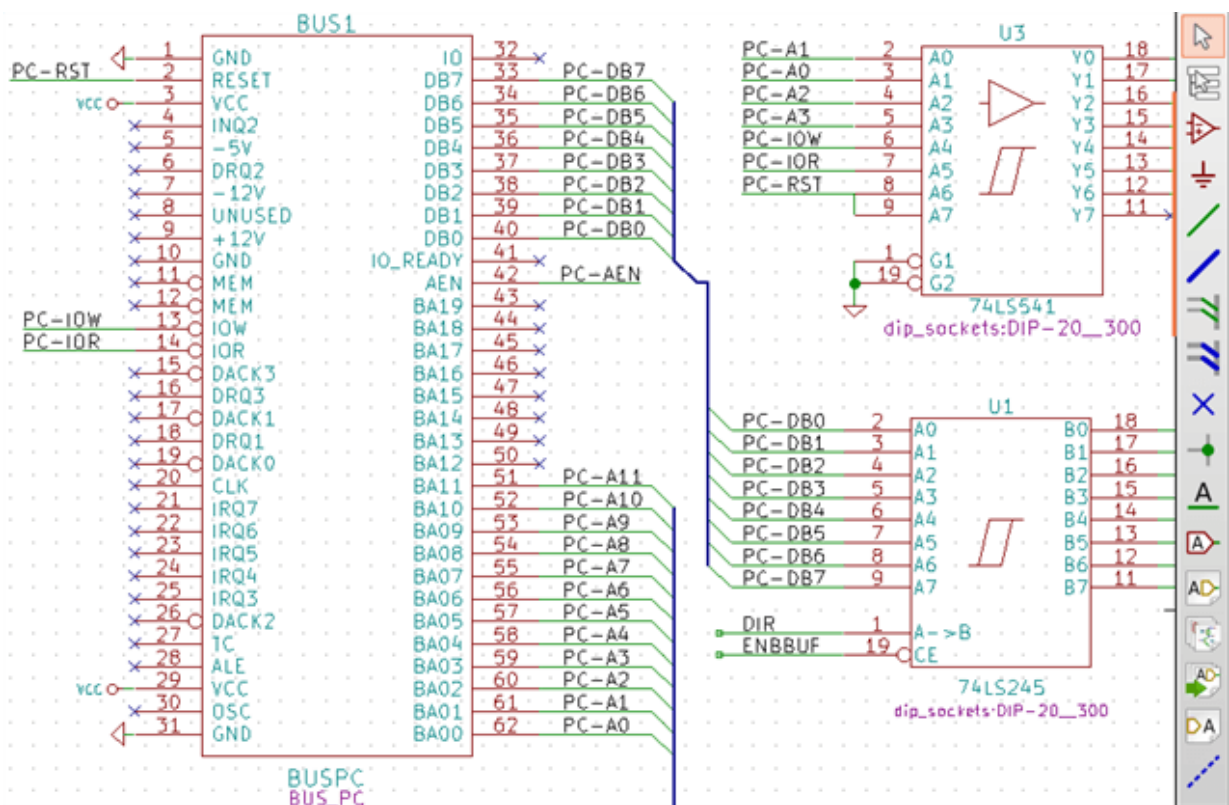 BUS1
1 GND
PC-RST 2 RESET
VCC 3 VCC
4 INQ2
5 -5V
6 DRQ2
7 -12V
8 UNUSED
9 +12V
10 GND
11 MEM
12 MEM
PC-IOW 13 IOW
PC-IOR 14 IOR
15 DACK3
16 DRQ3
17 DACK1
18 DRQ1
19 DACK0
20 CLK
21 IRQ7
22 IRQ6
23 IRQ5
24 IRQ4
25 IRQ3
26 DACK2
27 TC
28 ALE
VCC 29 VCC
30 OSC
31 GND
IO 32
DB7 33 PC-DB7
DB6 34 PC-DB6
DB5 35 PC-DB5
DB4 36 PC-DB4
DB3 37 PC-DB3
DB2 38 PC-DB2
DB1 39 PC-DB1
DB0 40 PC-DB0
IO_READY 41
AEN 42 PC-AEN
BA19 43
BA18 44
BA17 45
BA16 46
BA15 47
BA14 48
BA13 49
BA12 50
BA11 51 PC-A11
BA10 52 PC-A10
BA09 53 PC-A9
BA08 54 PC-A8
BA07 55 PC-A7
BA06 56 PC-A6
BA05 57 PC-A5
BA04 58 PC-A4
BA03 59 PC-A3
BA02 60 PC-A2
BA01 61 PC-A1
BA00 62 PC-A0
BUSPC
BUS_PC
U3
PC-A1 2 A0 Y0 18
PC-A0 3 A1 Y1 17
PC-A2 4 A2 Y2 16
PC-A3 5 A3 Y3 15
PC-IOW 6 A4 Y4 14
PC-IOR 7 A5 Y5 13
PC-RST 8 A6 Y6 12
9 A7 Y7 11
1 G1
19 G2
74LS541
dip_sockets:DIP-20__300
U1
PC-DB0 2 A0 B0 18
PC-DB1 3 A1 B1 17
PC-DB2 4 A2 B2 16
PC-DB3 5 A3 B3 15
PC-DB4 6 A4 B4 14
PC-DB5 7 A5 B5 13
PC-DB6 8 A6 B6 12
PC-DB7 9 A7 B7 11
DIR 1 A->B
ENBBUF 19 CE
74LS245
dip_sockets:DIP-20__300
A
A
AD
AD
DA